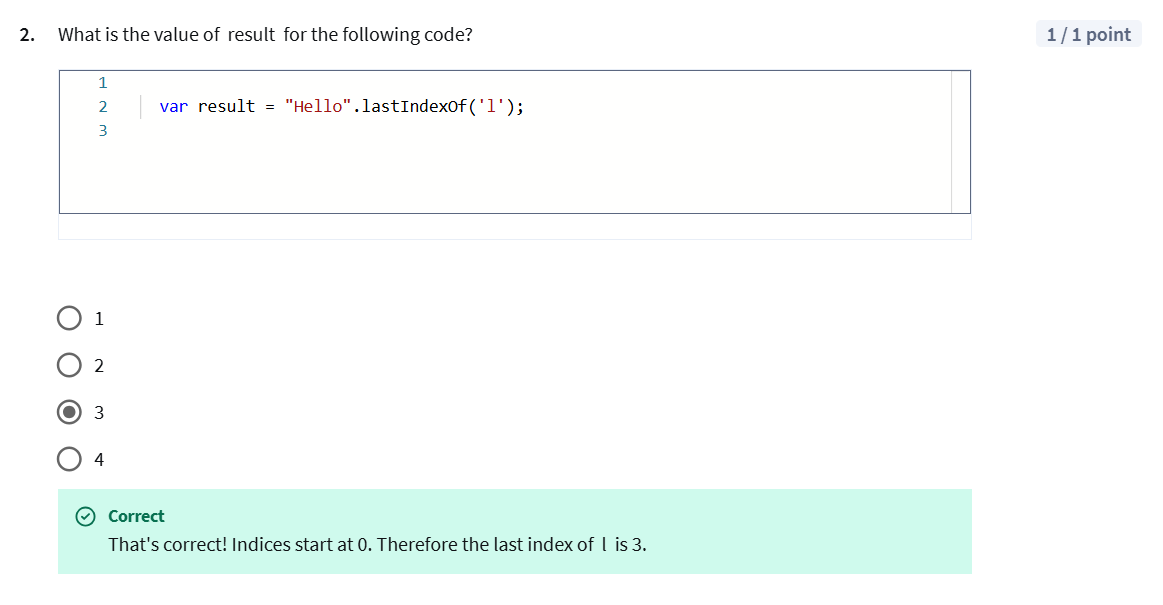 2. What is the value of result for the following code?
1 / 1 point
1
2 var result = "Hello".lastIndexOf('l');
3
1
2
3
4
Correct
That's correct! Indices start at 0. Therefore the last index of l is 3.